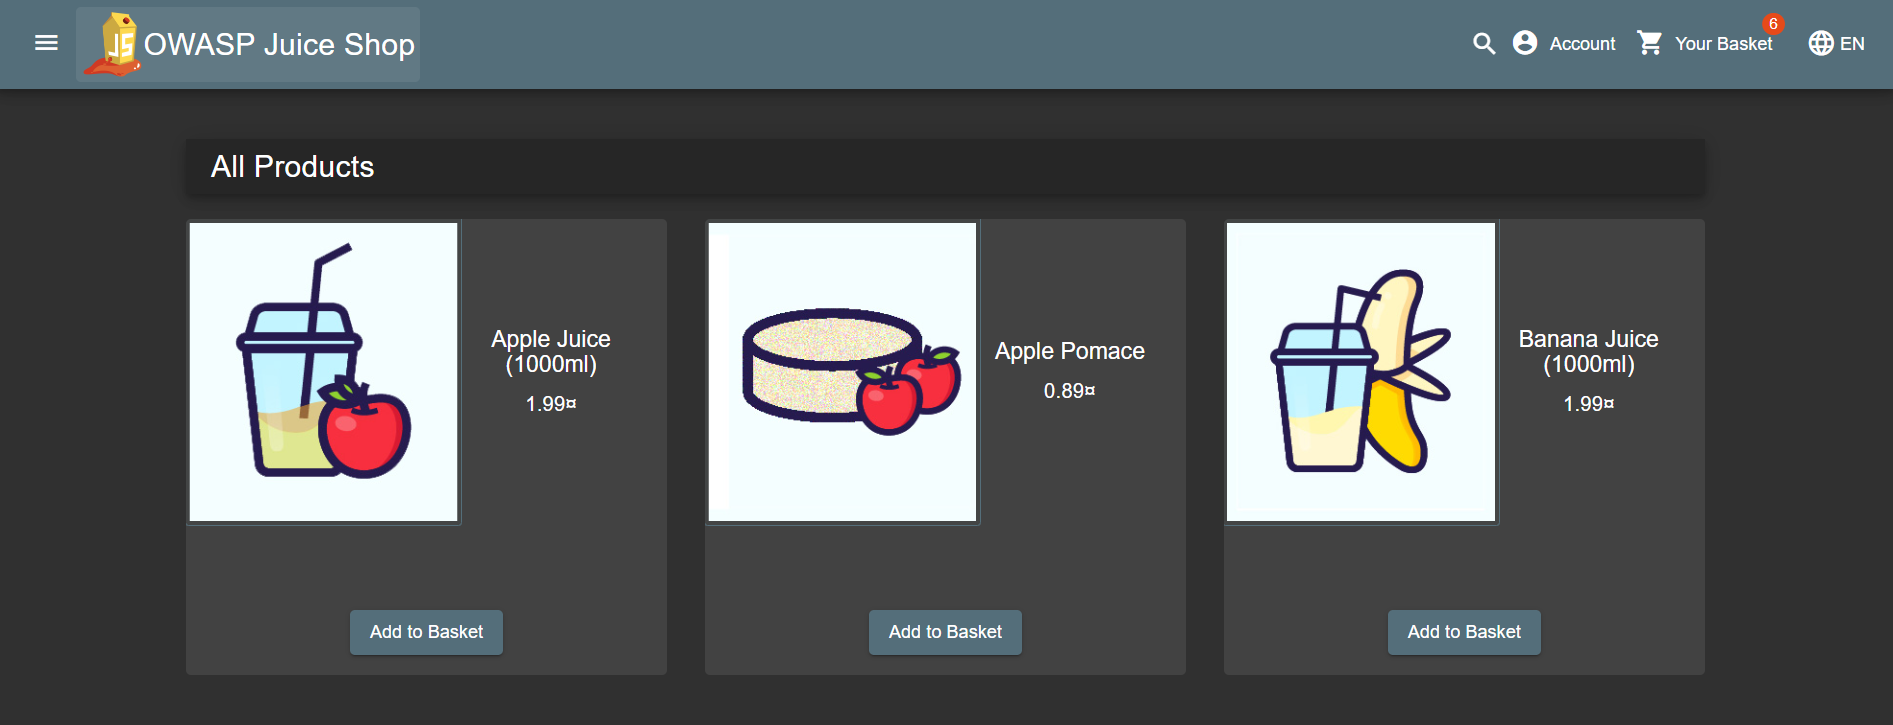 OWASP Juice Shop
Account
Your Basket
6
EN
All Products
Apple Juice
(1000ml)
1.99¤
Add to Basket
Apple Pomace
0.89¤
Add to Basket
Banana Juice
(1000ml)
1.99¤
Add to Basket